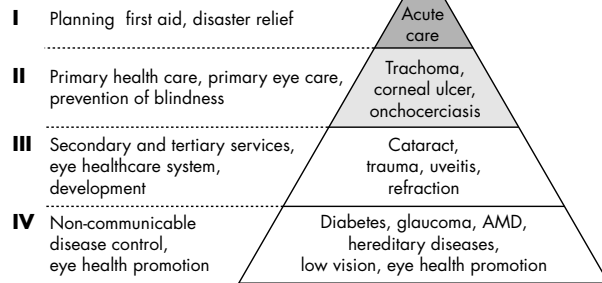 I Planning first aid, disaster relief
Acute
care
II Primary health care, primary eye care,
prevention of blindness
Trachoma,
corneal ulcer,
onchocerciasis
III Secondary and tertiary services,
eye healthcare system,
development
Cataract,
trauma, uveitis,
refraction
IV Non-communicable
disease control,
eye health promotion
Diabetes, glaucoma, AMD,
hereditary diseases,
low vision, eye health promotion